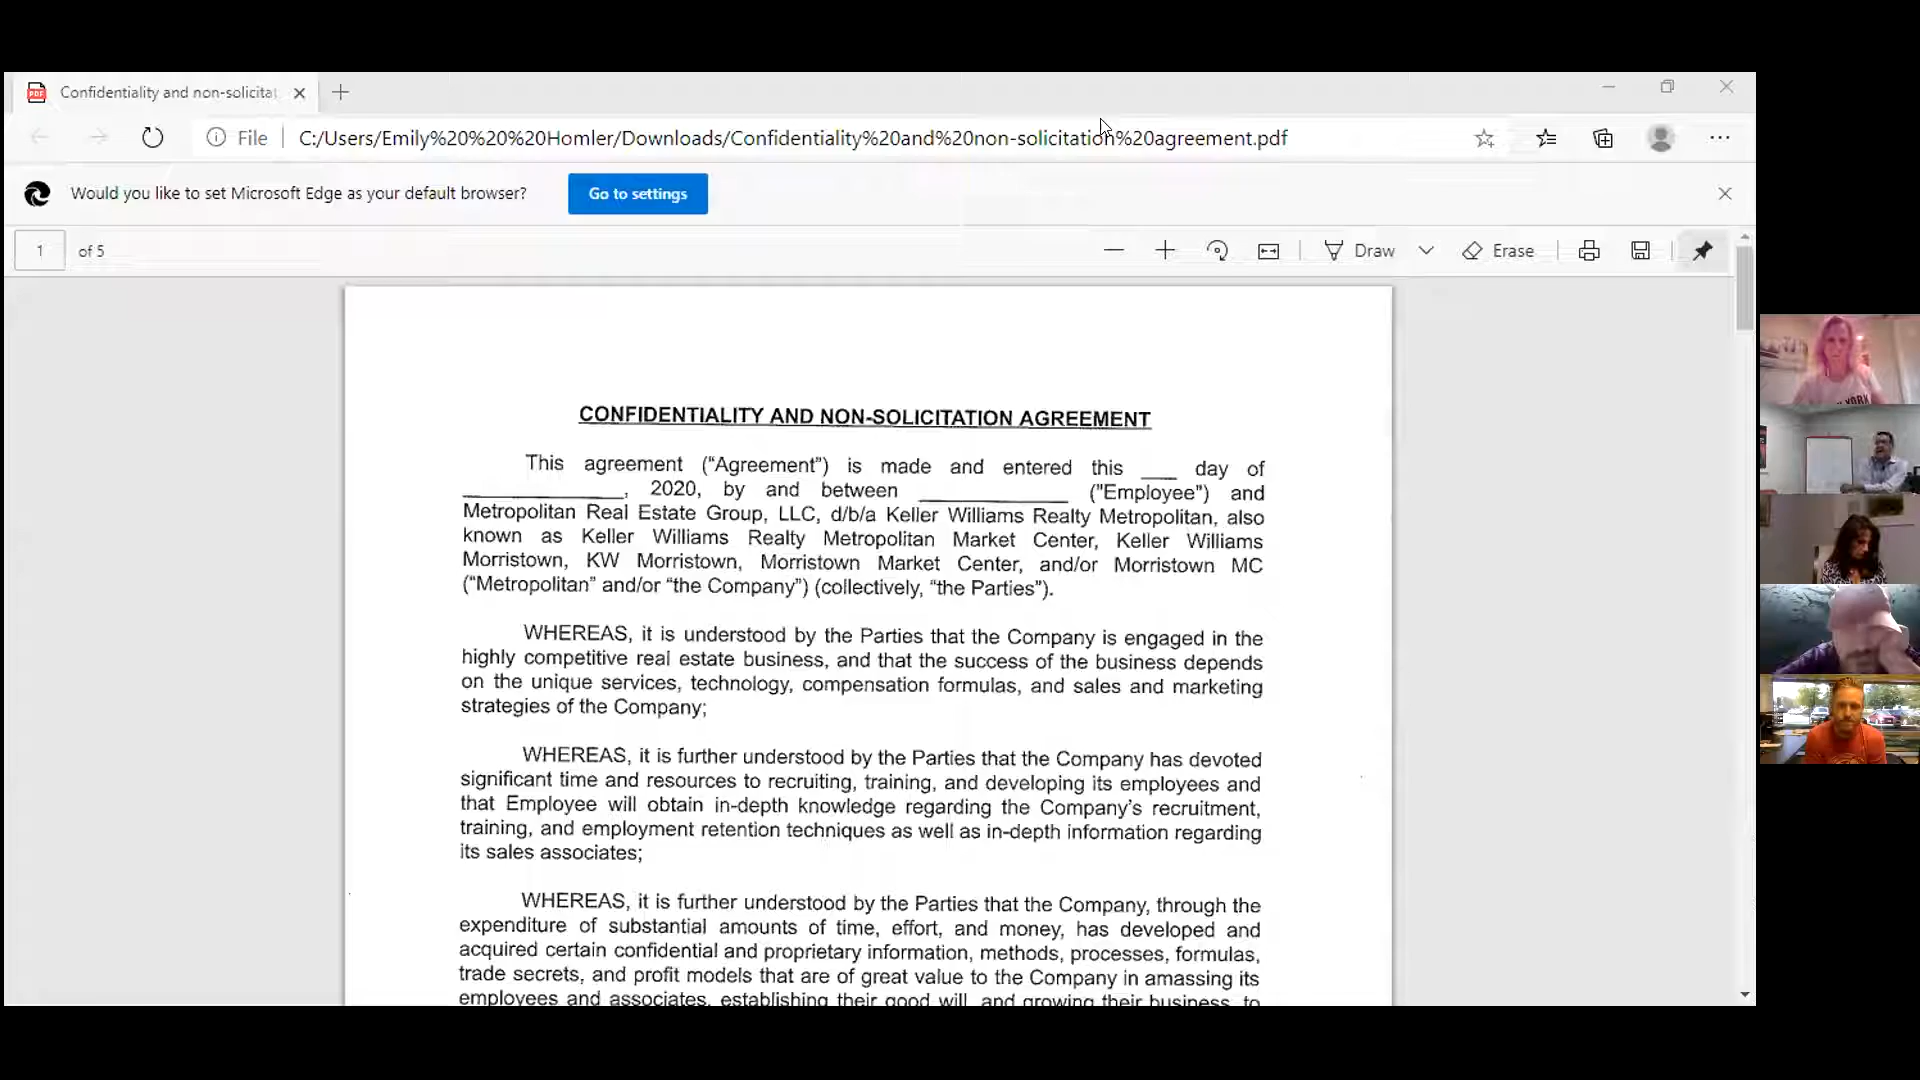 Confidentiality and non-solicitat
File
C:/Users/Emily%20%20%20Homler/Downloads/Confidentiality%20and%20non-solicitation%20agreement.pdf
Would you like to set Microsoft Edge as your default browser?
Go to settings
1 of 5
Draw
Erase
CONFIDENTIALITY AND NON-SOLICITATION AGREEMENT
This agreement (“Agreement”) is made and entered this ___ day of
_______________, 2020, by and between ______________ ("Employee") and
Metropolitan Real Estate Group, LLC, d/b/a Keller Williams Realty Metropolitan, also
known as Keller Williams Realty Metropolitan Market Center, Keller Williams
Morristown, KW Morristown, Morristown Market Center, and/or Morristown MC
(“Metropolitan” and/or “the Company”) (collectively, “the Parties”).
WHEREAS, it is understood by the Parties that the Company is engaged in the
highly competitive real estate business, and that the success of the business depends
on the unique services, technology, compensation formulas, and sales and marketing
strategies of the Company;
WHEREAS, it is further understood by the Parties that the Company has devoted
significant time and resources to recruiting, training, and developing its employees and
that Employee will obtain in-depth knowledge regarding the Company’s recruitment,
training, and employment retention techniques as well as in-depth information regarding
its sales associates;
WHEREAS, it is further understood by the Parties that the Company, through the
expenditure of substantial amounts of time, effort, and money, has developed and
acquired certain confidential and proprietary information, methods, processes, formulas,
trade secrets, and profit models that are of great value to the Company in amassing its
employees and associates, establishing their good will, and growing their business, to